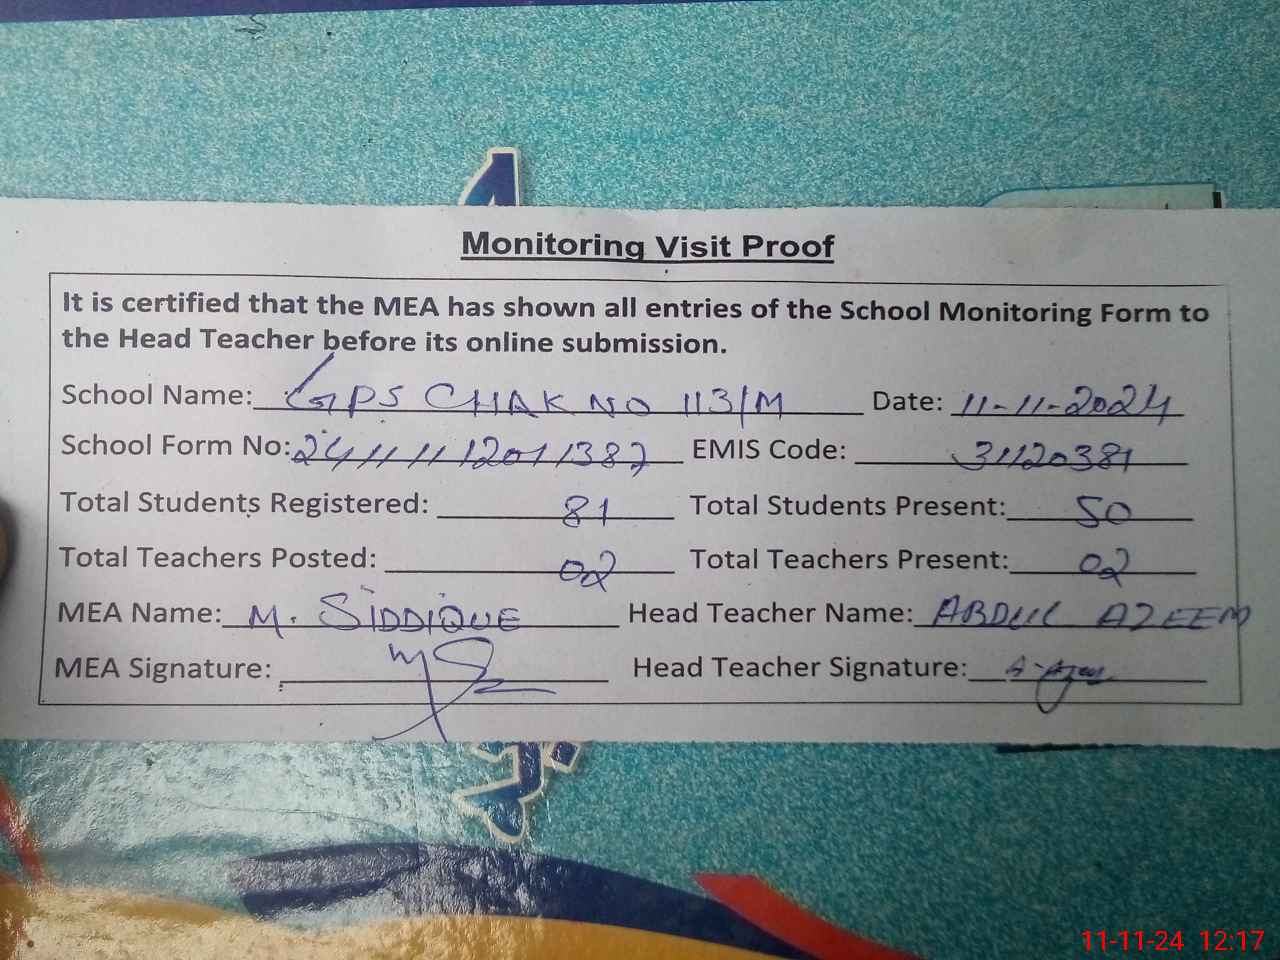 Monitoring Visit Proof
It is certified that the MEA has shown all entries of the School Monitoring Form to
the Head Teacher before its online submission.
School Name: GPS CHAK NO 113/M Date: 11-11-2024
School Form No: EMIS Code: 31120381
Total Students Registered: 81 Total Students Present: 50
Total Teachers Posted: 02 Total Teachers Present: 02
MEA Name: M. SIDDIQUE Head Teacher Name: ABDUL AZEEM
MEA Signature: Head Teacher Signature:
11-11-24 12:17